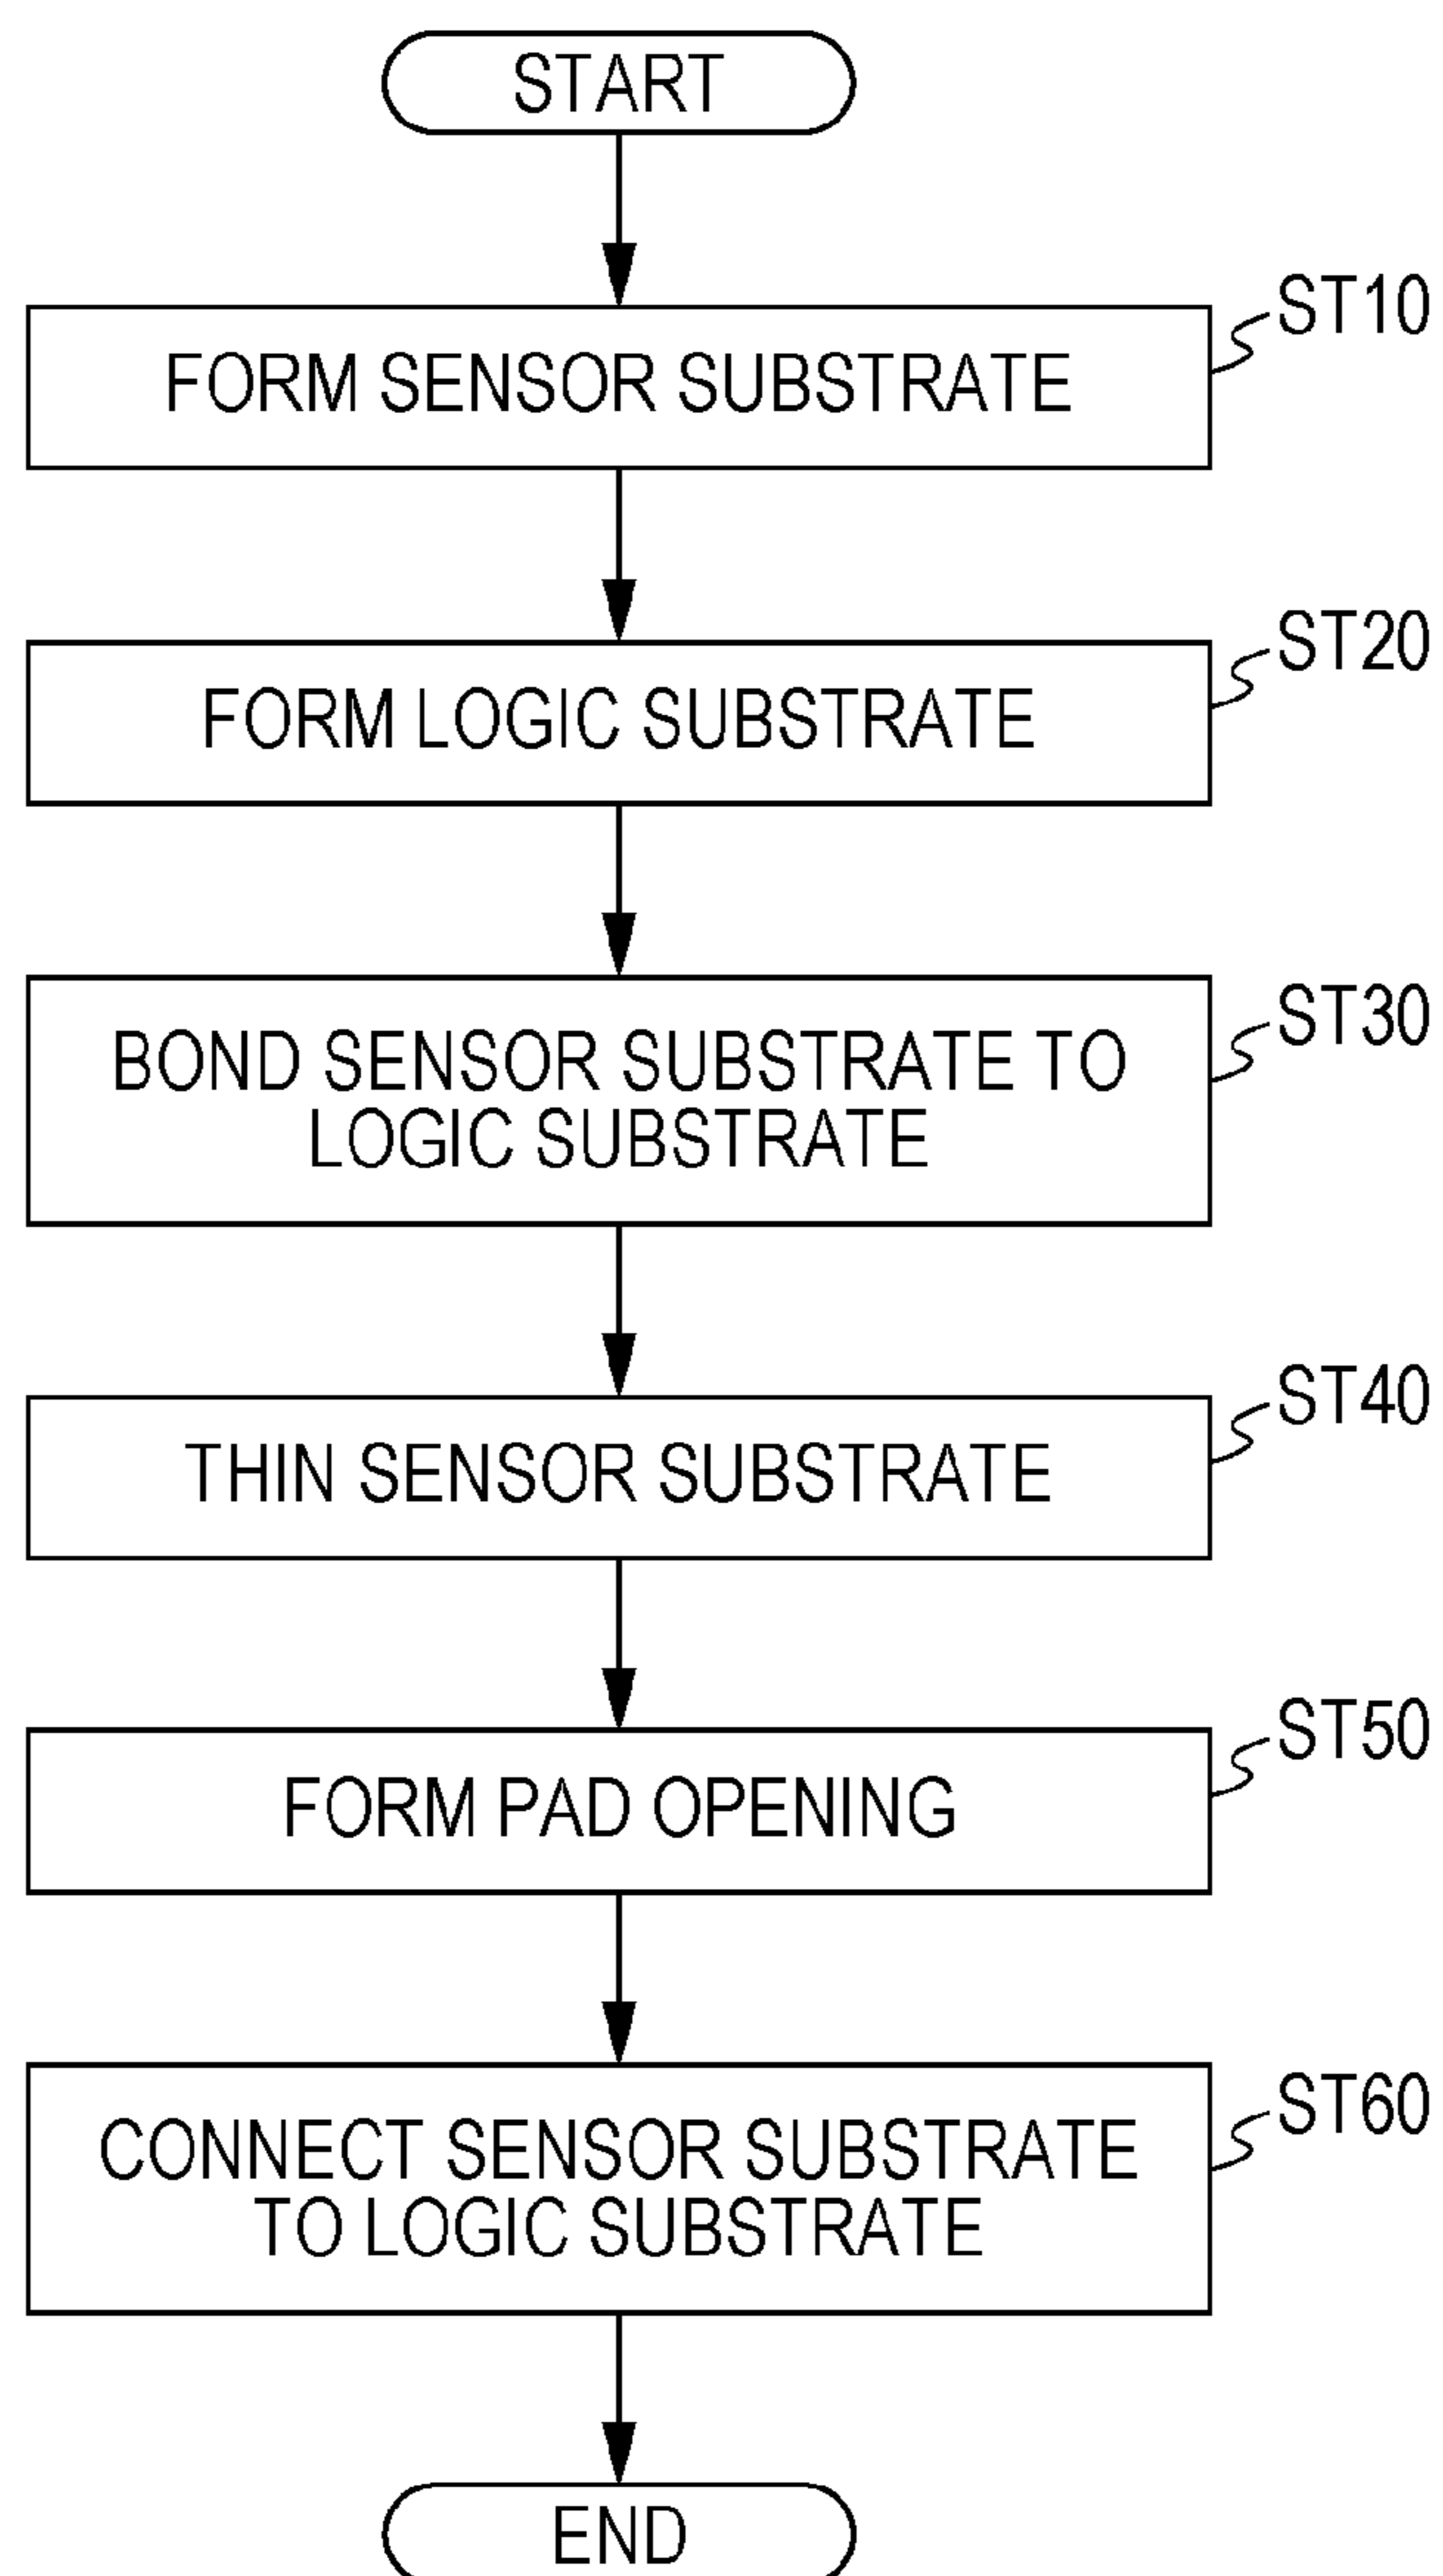 START
FORM SENSOR SUBSTRATE
ST10
FORM LOGIC SUBSTRATE
ST20
BOND SENSOR SUBSTRATE TO
LOGIC SUBSTRATE
ST30
THIN SENSOR SUBSTRATE
ST40
FORM PAD OPENING
ST50
CONNECT SENSOR SUBSTRATE
TO LOGIC SUBSTRATE
ST60
END